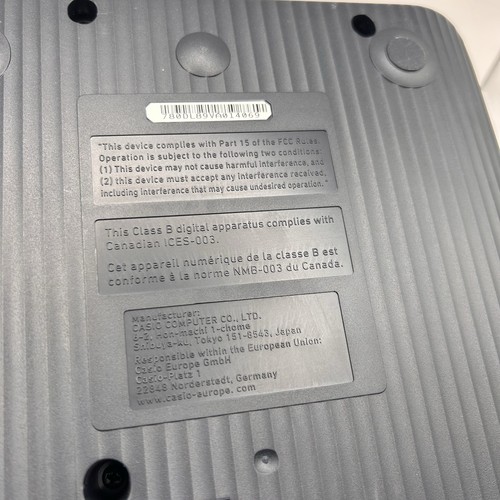 780DLB9VA014069
"This device complies with Part 15 of the FCC Rules.
Operation is subject to the following two conditions:
(1) This device may not cause harmful interference, and
(2) this device must accept any interference received,
including interference that may cause undesired operation."
This Class B digital apparatus complies with
Canadian ICES-003.
Cet appareil numérique de la classe B est
conforme à la norme NMB-003 du Canada.
Manufacturer:
CASIO COMPUTER CO., LTD.
6-2, Hon-machi 1-chome
Shibuya-ku, Tokyo 151-8543, Japan
Responsible within the European Union:
Casio Europe GmbH
Casio-Platz 1
22848 Norderstedt, Germany
www.casio-europe.com